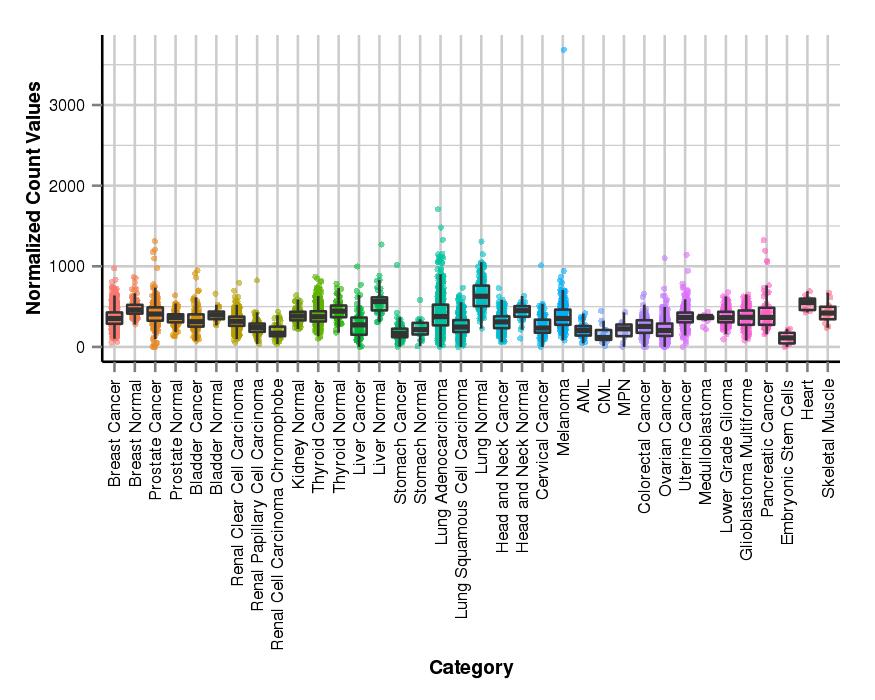 Normalized Count Values
3000
2000
1000
0
Breast Cancer
Breast Normal
Prostate Cancer
Prostate Normal
Bladder Cancer
Bladder Normal
Renal Clear Cell Carcinoma
Renal Papillary Cell Carcinoma
Renal Cell Carcinoma Chromophobe
Kidney Normal
Thyroid Cancer
Thyroid Normal
Liver Cancer
Liver Normal
Stomach Cancer
Stomach Normal
Lung Adenocarcinoma
Lung Squamous Cell Carcinoma
Lung Normal
Head and Neck Cancer
Head and Neck Normal
Cervical Cancer
Melanoma
AML
CML
MPN
Colorectal Cancer
Ovarian Cancer
Uterine Cancer
Medulloblastoma
Lower Grade Glioma
Glioblastoma Multiforme
Pancreatic Cancer
Embryonic Stem Cells
Heart
Skeletal Muscle
Category